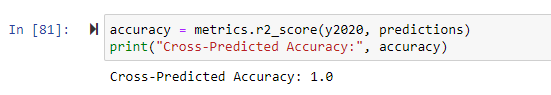 In [81]: accuracy = metrics.r2_score(y2020, predictions)
print("Cross-Predicted Accuracy:", accuracy)
Cross-Predicted Accuracy: 1.0